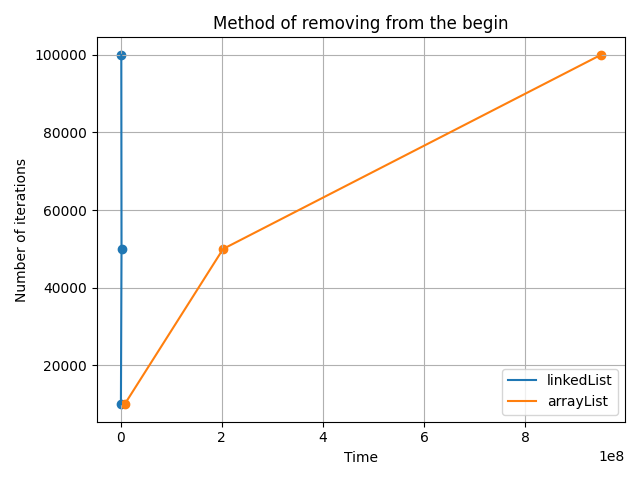 Method of removing from the begin
100000
80000
60000
40000
20000
Number of iterations
0 2 4 6 8
1e8
Time
linkedList
arrayList